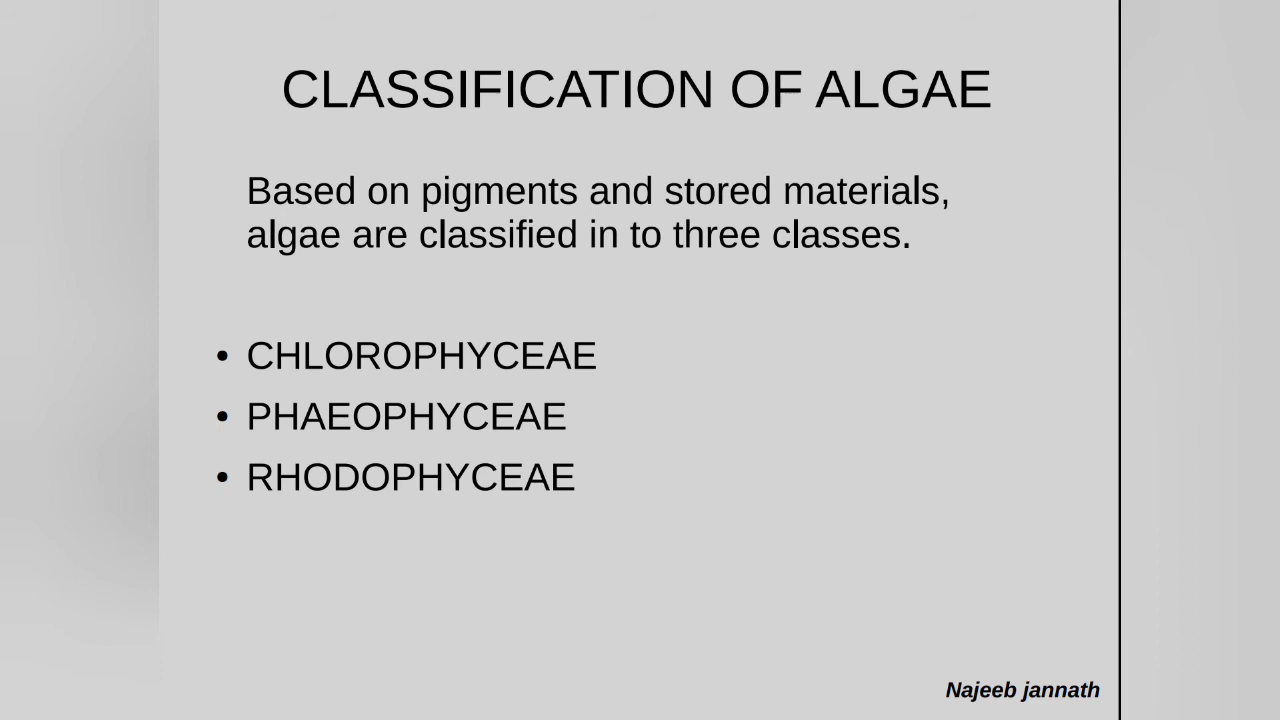 CLASSIFICATION OF ALGAE
Based on pigments and stored materials,
algae are classified in to three classes.
• CHLOROPHYCEAE
• PHAEOPHYCEAE
• RHODOPHYCEAE
Najeeb jannath